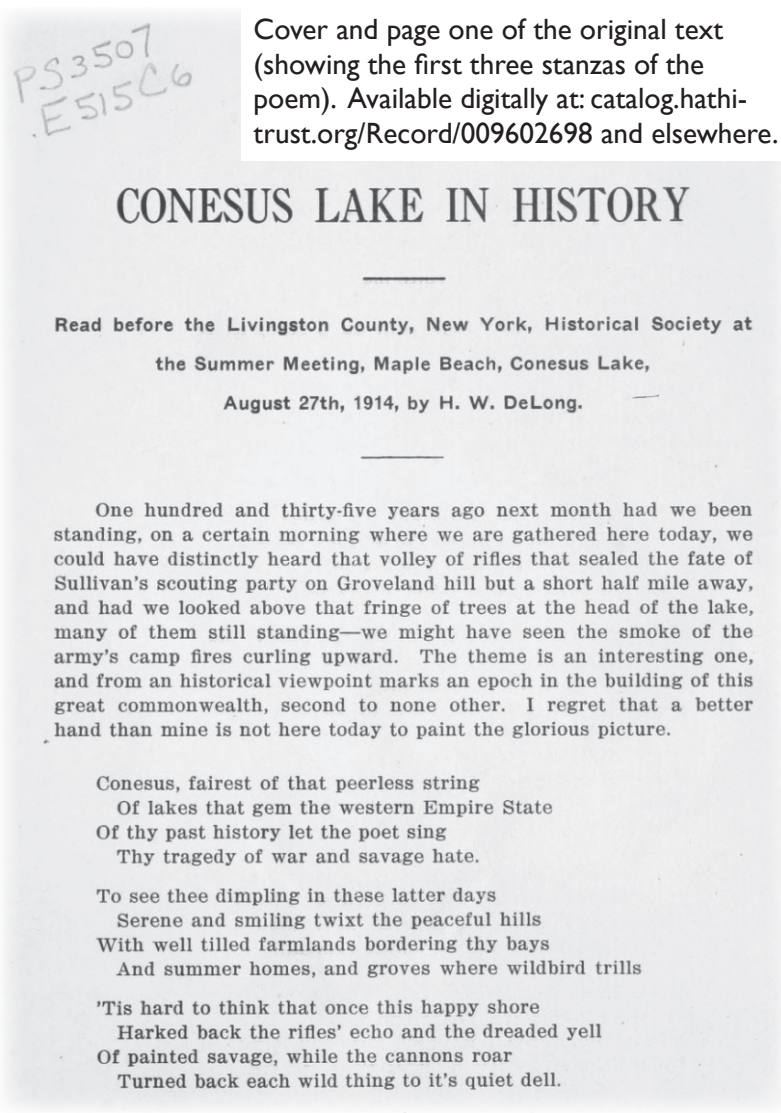 PS3507
.E515C6
Cover and page one of the original text
(showing the first three stanzas of the
poem). Available digitally at: catalog.hathi-
trust.org/Record/009602698 and elsewhere.
CONESUS LAKE IN HISTORY
Read before the Livingston County, New York, Historical Society at
the Summer Meeting, Maple Beach, Conesus Lake,
August 27th, 1914, by H. W. DeLong.
One hundred and thirty-five years ago next month had we been
standing, on a certain morning where we are gathered here today, we
could have distinctly heard that volley of rifles that sealed the fate of
Sullivan's scouting party on Groveland hill but a short half mile away,
and had we looked above that fringe of trees at the head of the lake,
many of them still standing—we might have seen the smoke of the
army's camp fires curling upward. The theme is an interesting one,
and from an historical viewpoint marks an epoch in the building of this
great commonwealth, second to none other. I regret that a better
hand than mine is not here today to paint the glorious picture.
Conesus, fairest of that peerless string
Of lakes that gem the western Empire State
Of thy past history let the poet sing
Thy tragedy of war and savage hate.
To see thee dimpling in these latter days
Serene and smiling twixt the peaceful hills
With well tilled farmlands bordering thy bays
And summer homes, and groves where wildbird trills
'Tis hard to think that once this happy shore
Harked back the rifles' echo and the dreaded yell
Of painted savage, while the cannons roar
Turned back each wild thing to it's quiet dell.